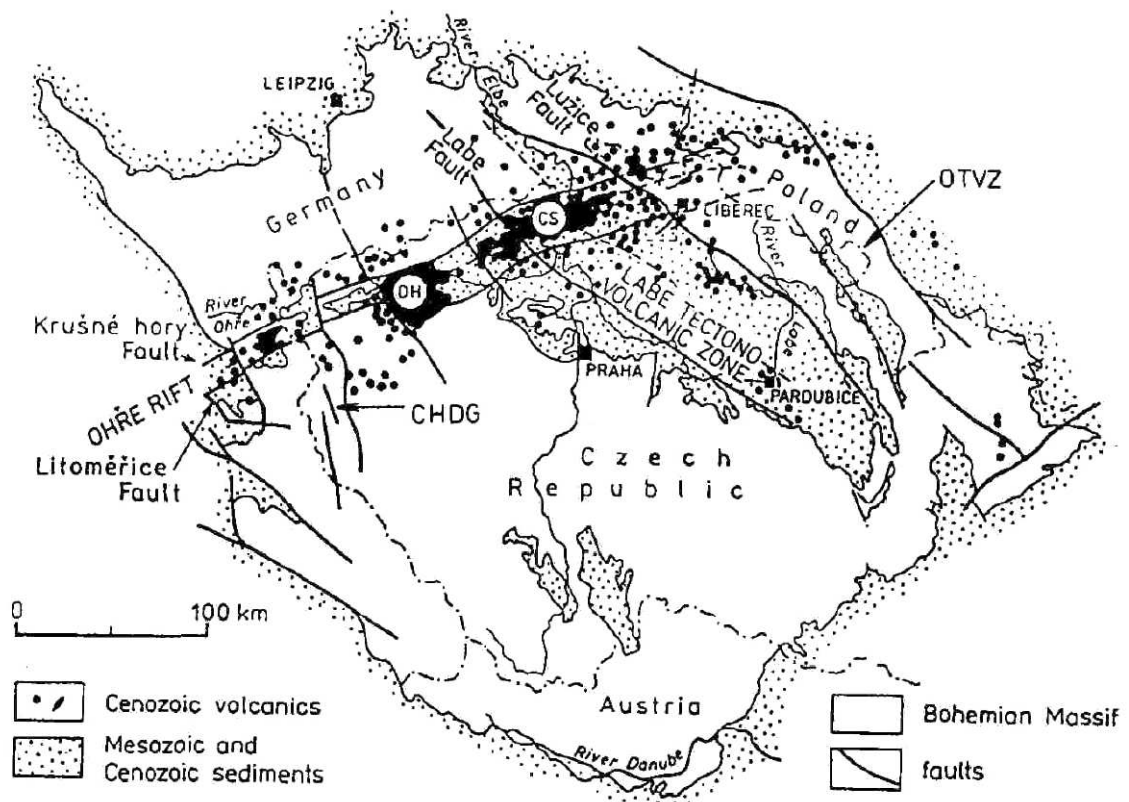 LEIPZIG
River
Elbe
Lužice
Fault
Labe
Fault
Germany
Poland
OTVZ
CS
LIBEREC
River
Labe
OH
River
Ohře
Krušné hory
Fault
OHŘE RIFT
Litoměřice
Fault
CHDG
LABE TECTONO-
VOLCANIC ZONE
PRAHA
PARDUBICE
Czech
Republic
0 100 km
Austria
River Danube
Cenozoic volcanics
Mesozoic and
Cenozoic sediments
Bohemian Massif
faults